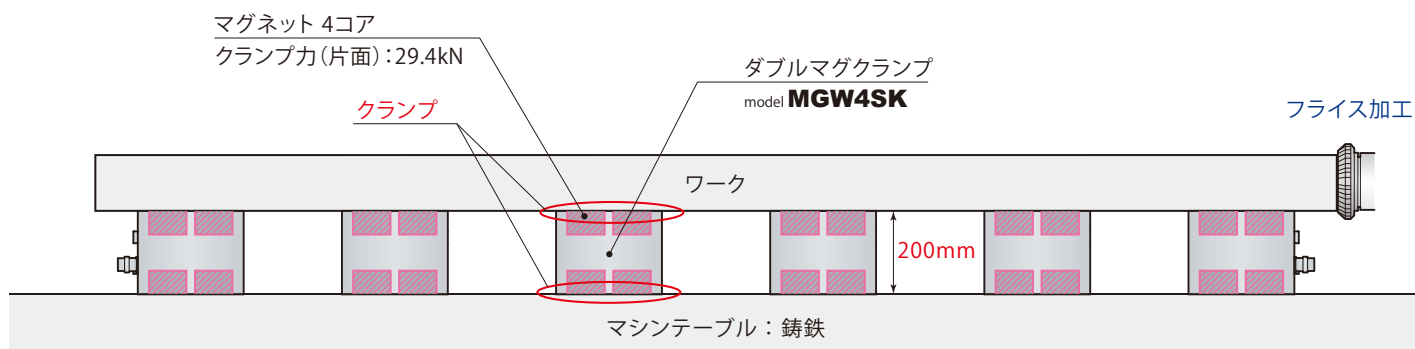 マグネット 4コア
クランプ力(片面):29.4kN
ダブルマグクランプ
model MGW4SK
クランプ
フライス加工
ワーク
200mm
マシンテーブル : 鋳鉄